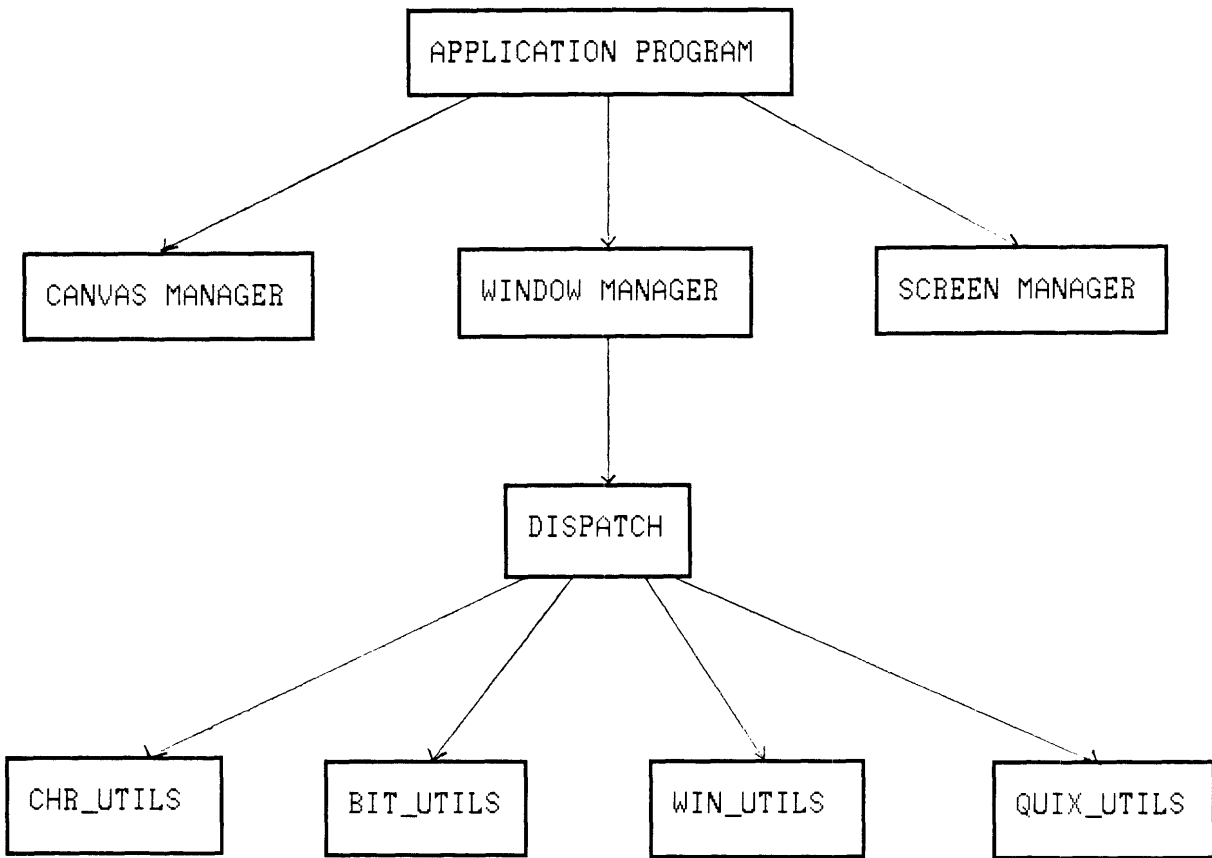 APPLICATION PROGRAM
CANVAS MANAGER
WINDOW MANAGER
SCREEN MANAGER
DISPATCH
CHR_UTILS
BIT_UTILS
WIN_UTILS
QUIX_UTILS